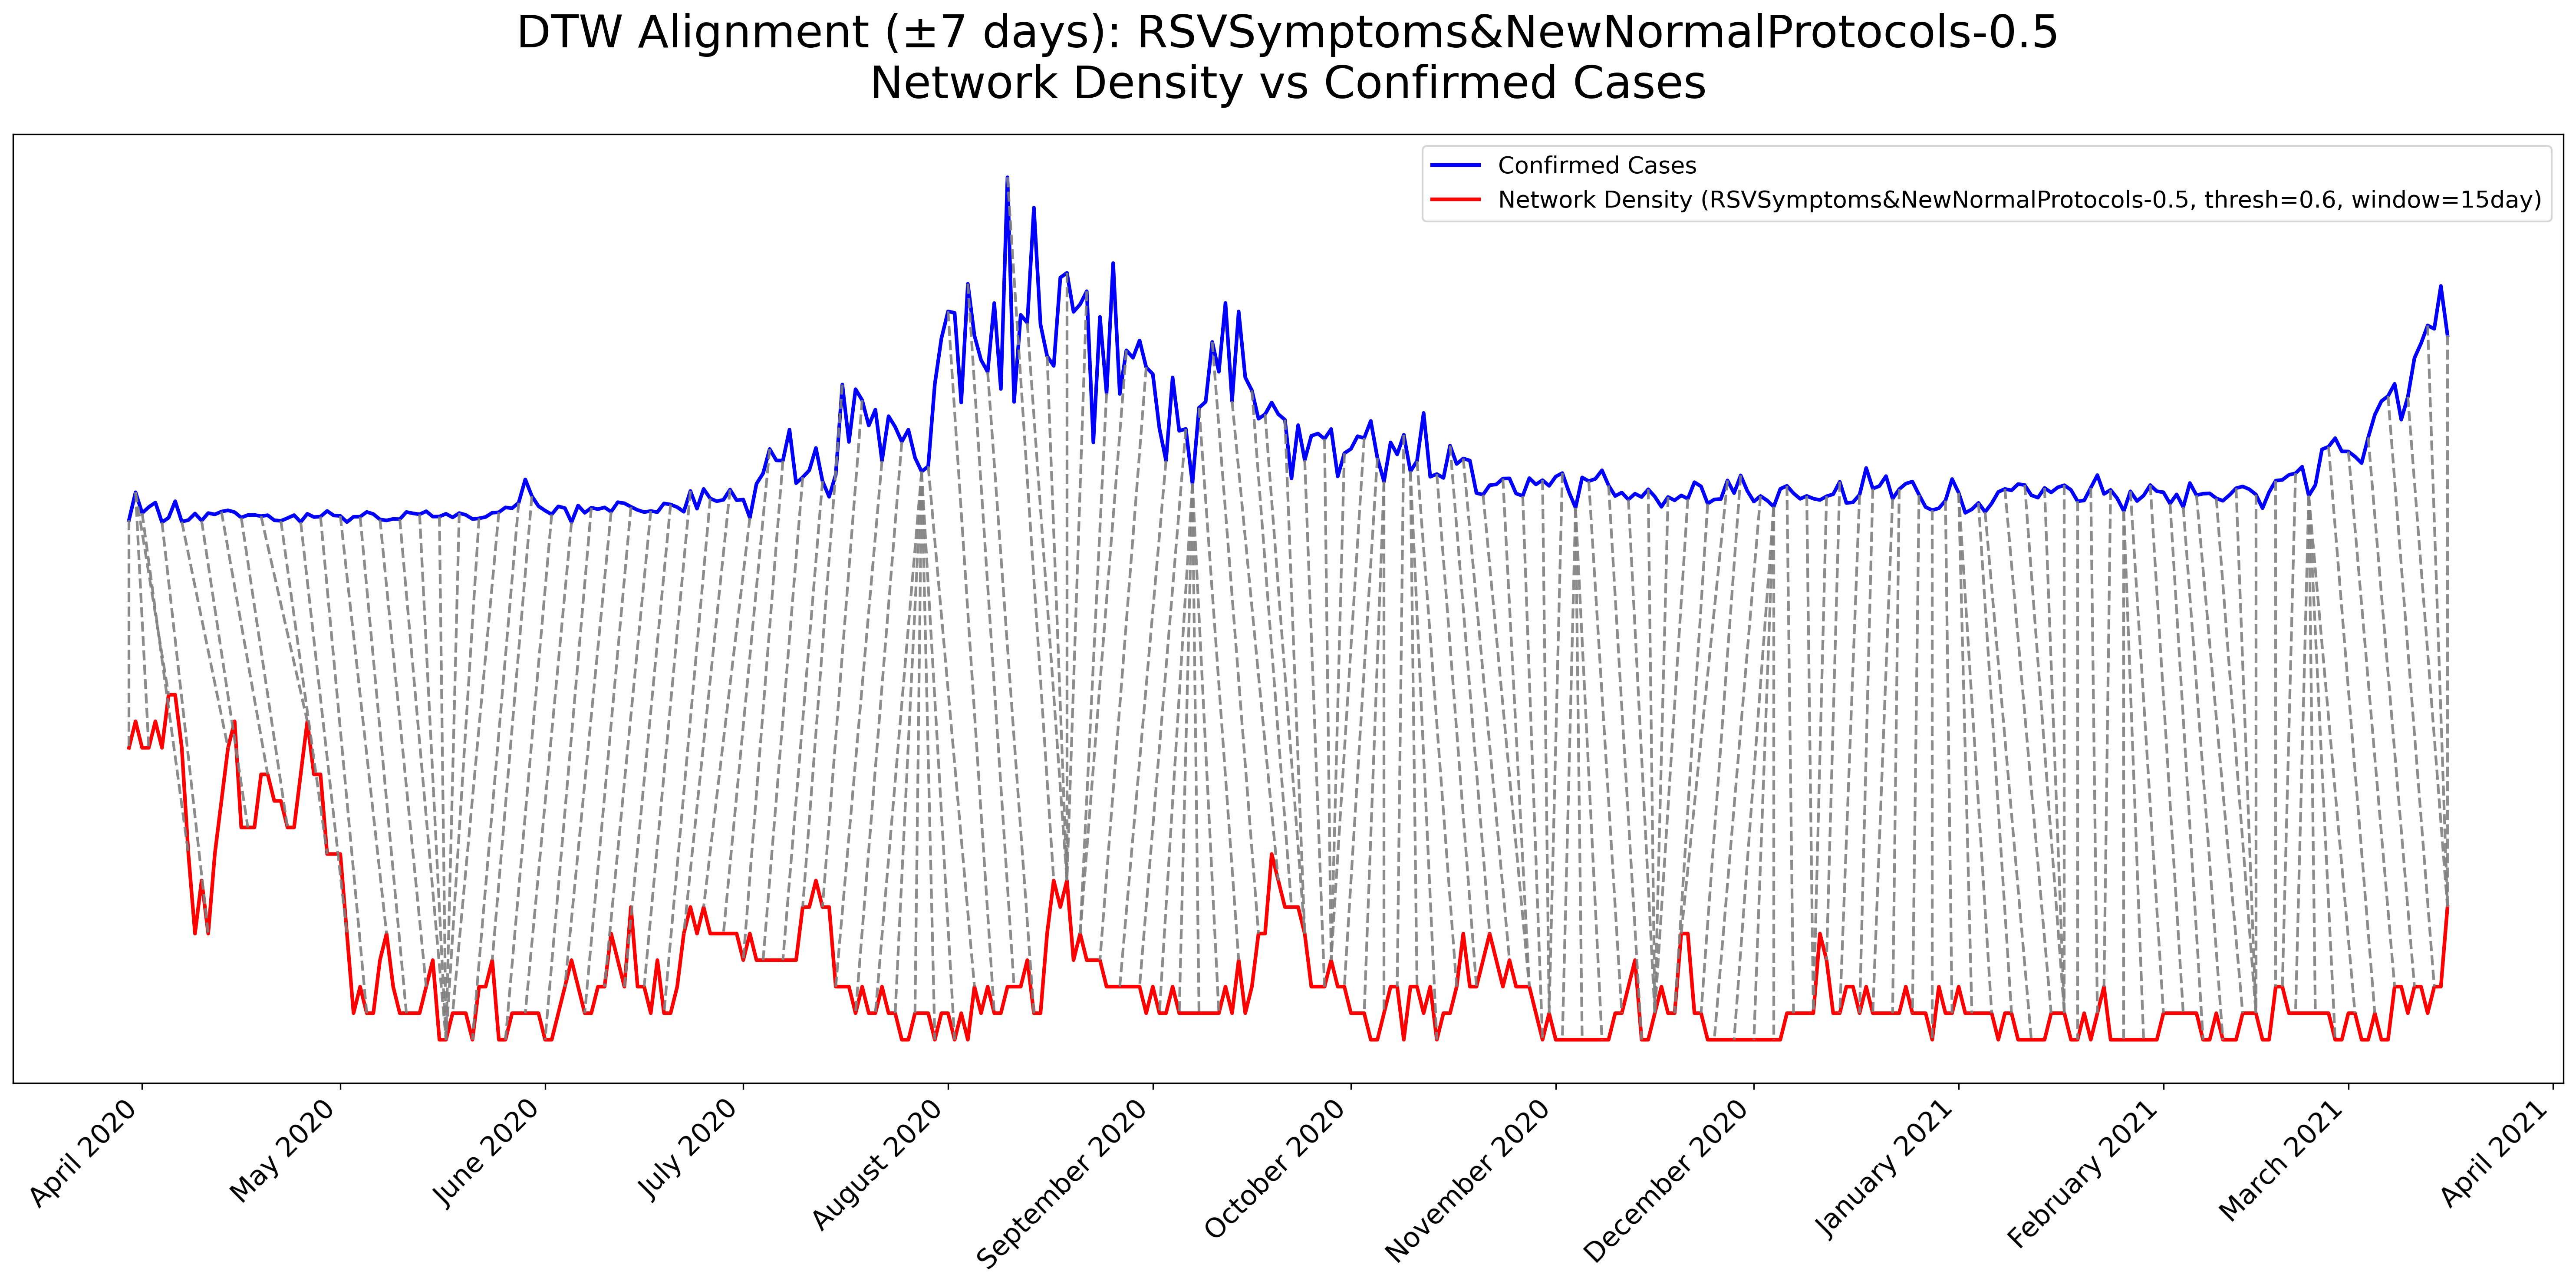 DTW Alignment (±7 days): RSVSymptoms&NewNormalProtocols-0.5
Network Density vs Confirmed Cases
Confirmed Cases
Network Density (RSVSymptoms&NewNormalProtocols-0.5, thresh=0.6, window=15day)
April 2020
May 2020
June 2020
July 2020
August 2020
September 2020
October 2020
November 2020
December 2020
January 2021
February 2021
March 2021
April 2021